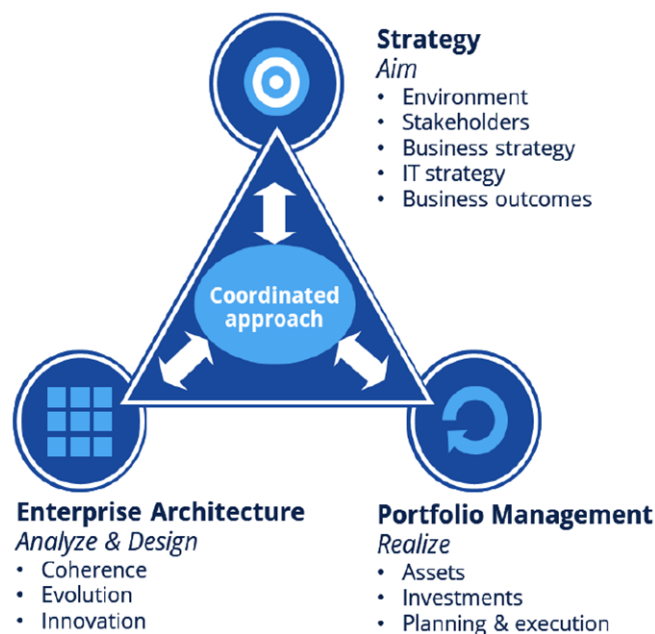 Strategy
Aim
• Environment
• Stakeholders
• Business strategy
• IT strategy
• Business outcomes
Coordinated
approach
Enterprise Architecture
Analyze & Design
• Coherence
• Evolution
• Innovation
Portfolio Management
Realize
• Assets
• Investments
• Planning & execution